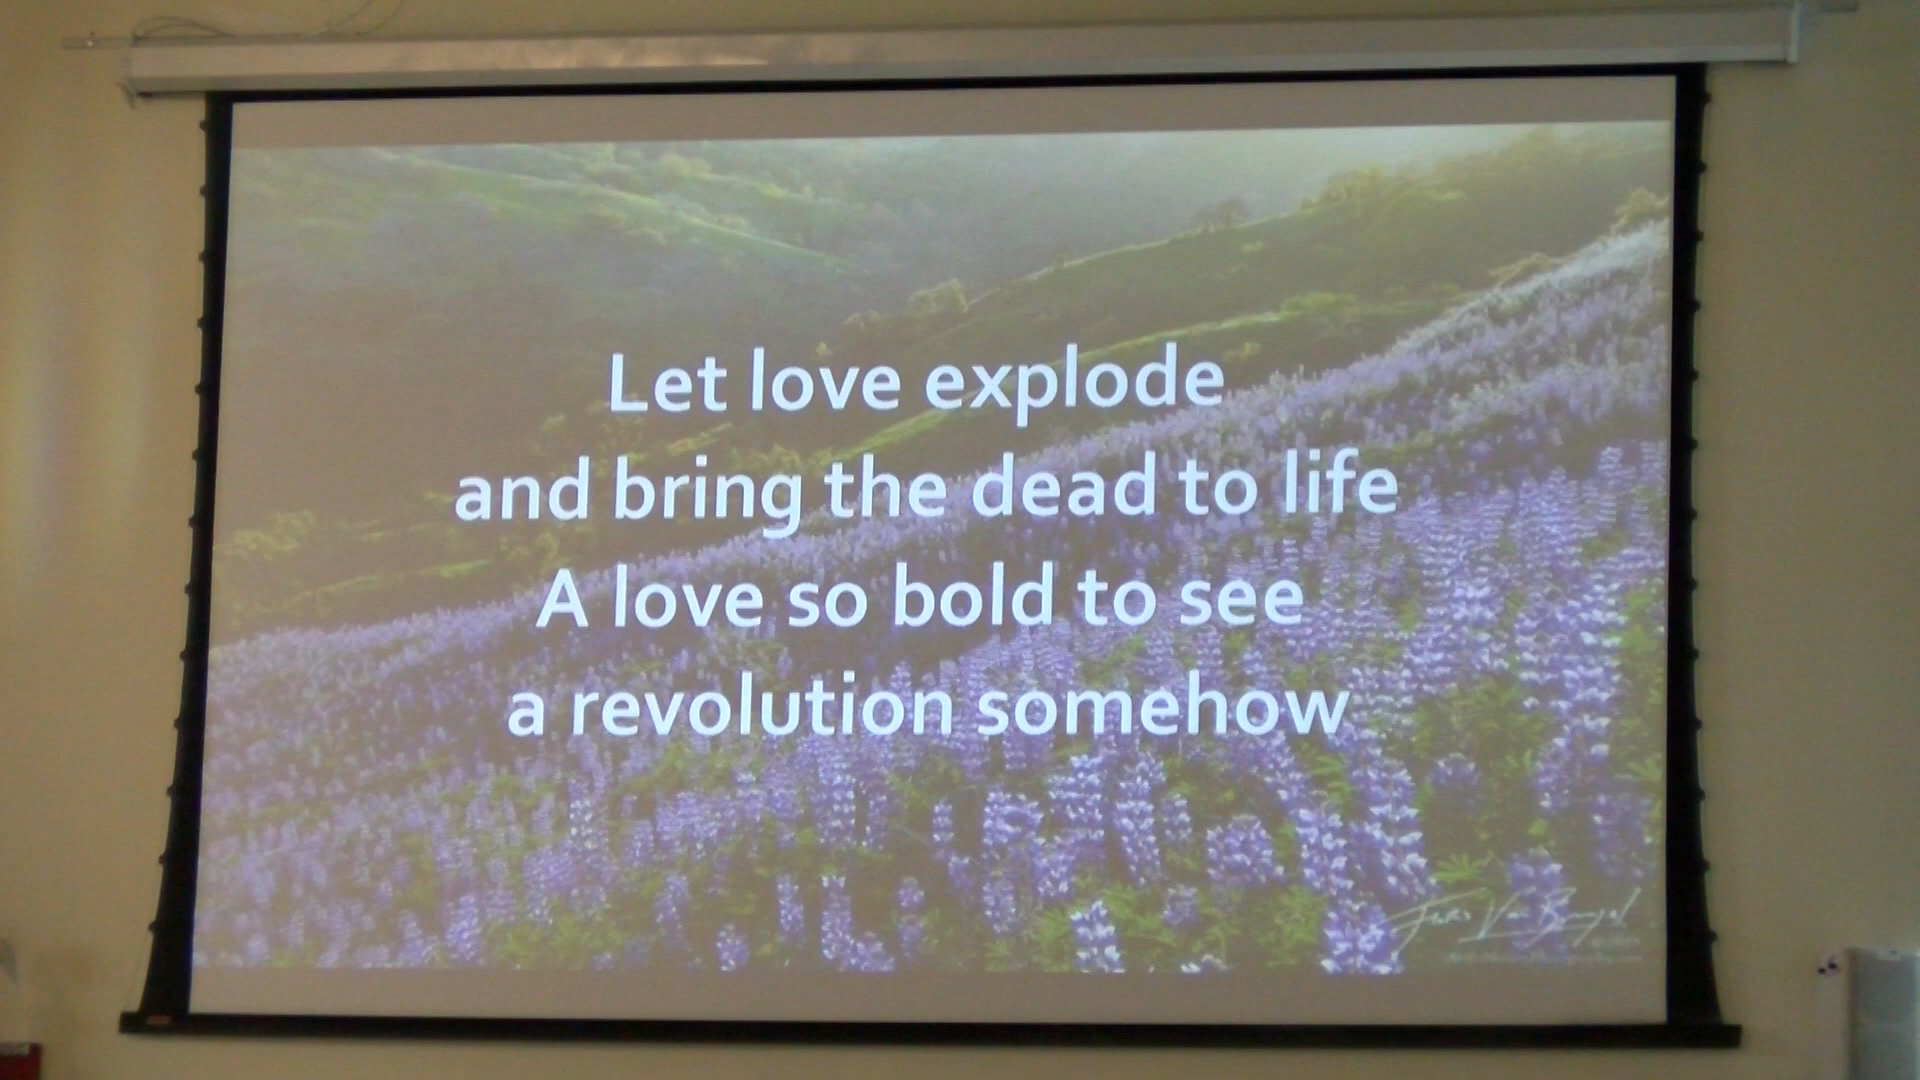 Let love explode
and bring the dead to life
A love so bold to see
a revolution somehow